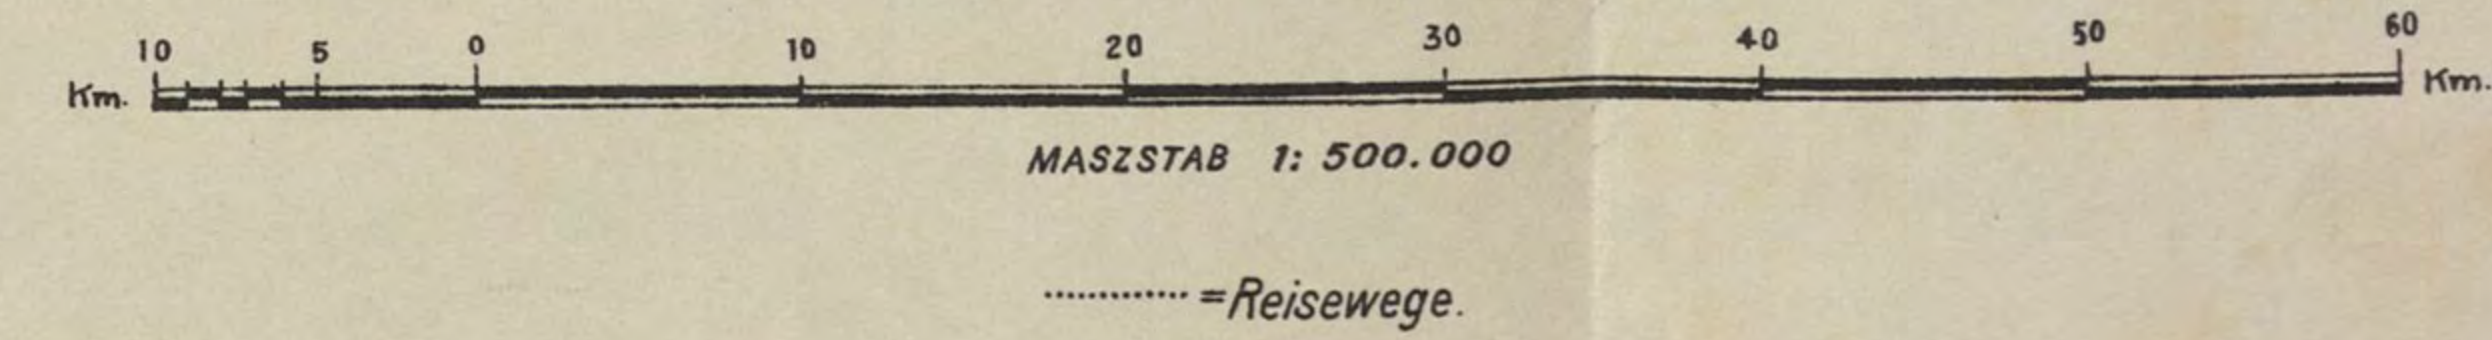 10 5 0 10 20 30 40 50 60
Km. Km.
MASZSTAB 1: 500.000
............. =Reisewege.